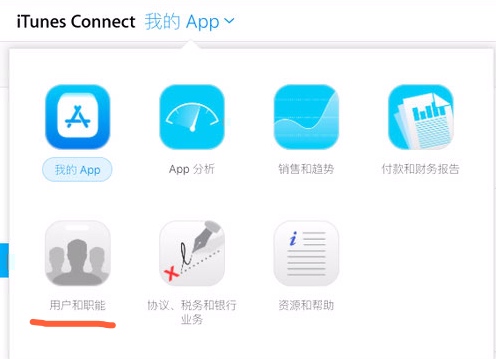 iTunes Connect 我的 App
我的 App
App 分析
销售和趋势
付款和财务报告
用户和职能
协议、税务和银行
业务
资源和帮助